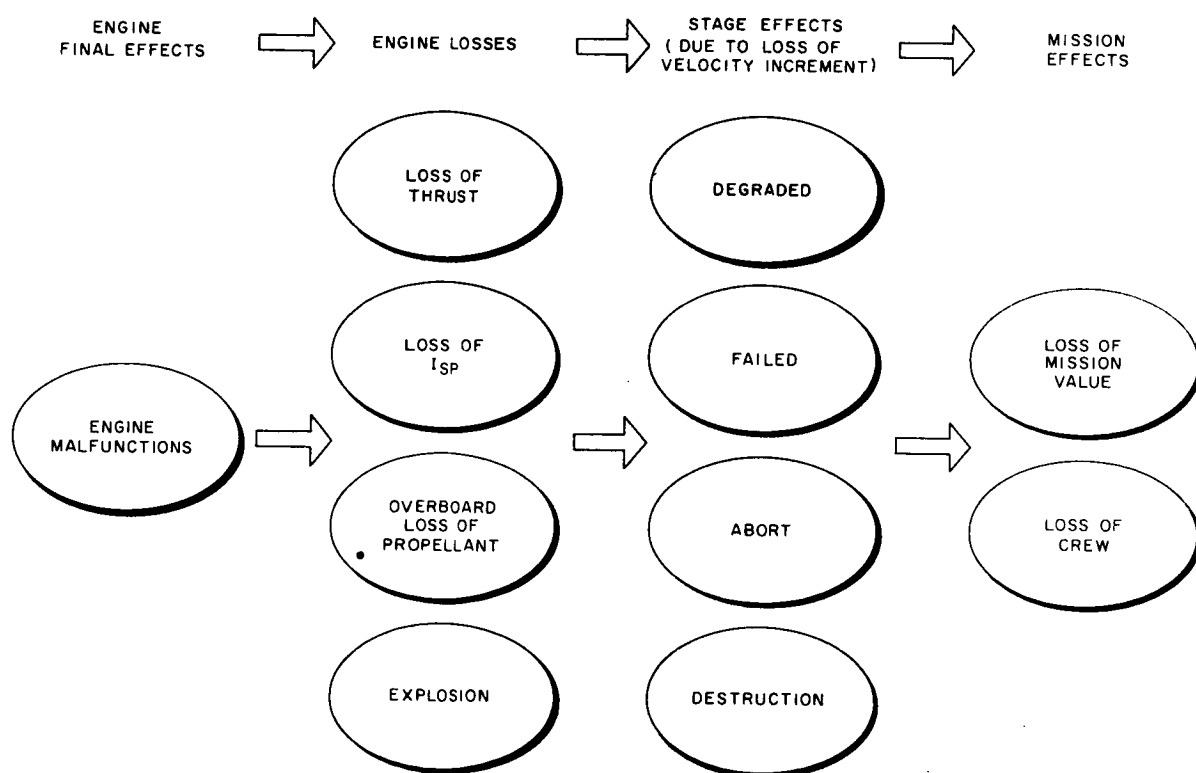 ENGINE
FINAL EFFECTS
ENGINE LOSSES
STAGE EFFECTS
(DUE TO LOSS OF
VELOCITY INCREMENT)
MISSION
EFFECTS
ENGINE
MALFUNCTIONS
LOSS OF
THRUST
LOSS OF
ISP
OVERBOARD
LOSS OF
PROPELLANT
EXPLOSION
DEGRADED
FAILED
ABORT
DESTRUCTION
LOSS OF
MISSION
VALUE
LOSS OF
CREW